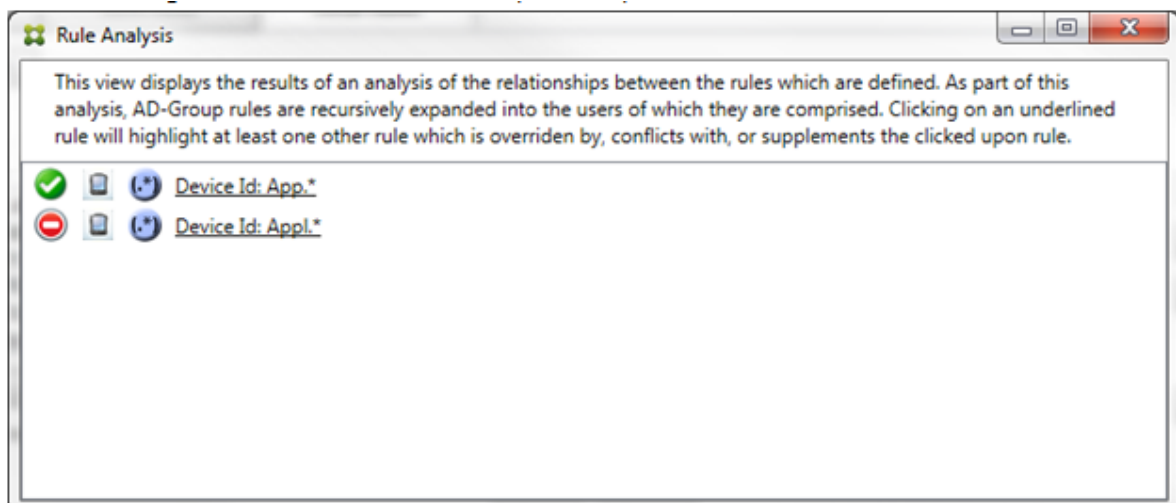 Rule Analysis
This view displays the results of an analysis of the relationships between the rules which are defined. As part of this
analysis, AD-Group rules are recursively expanded into the users of which they are comprised. Clicking on an underlined
rule will highlight at least one other rule which is overriden by, conflicts with, or supplements the clicked upon rule.
(.*) Device Id: App.*
(.*) Device Id: Appl.*